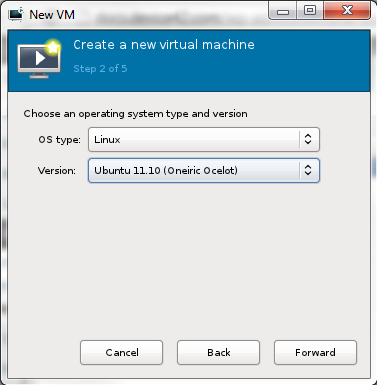 New VM
Create a new virtual machine
Step 2 of 5
Choose an operating system type and version
OS type: Linux
Version: Ubuntu 11.10 (Oneiric Ocelot)
Cancel Back Forward